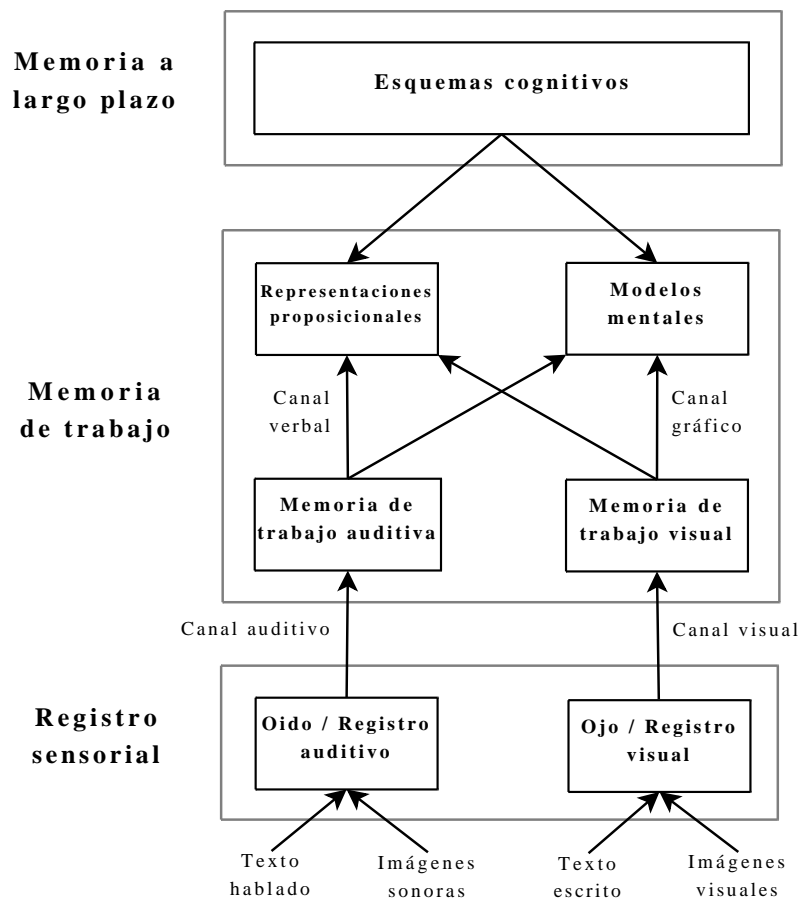 Memoria a
largo plazo
Esquemas cognitivos
Representaciones
proposicionales
Modelos
mentales
Memoria
de trabajo
Canal
verbal
Canal
gráfico
Memoria de
trabajo auditiva
Memoria de
trabajo visual
Canal auditivo
Canal visual
Registro
sensorial
Oido / Registro
auditivo
Ojo / Registro
visual
Texto
hablado
Imágenes
sonoras
Texto
escrito
Imágenes
visuales